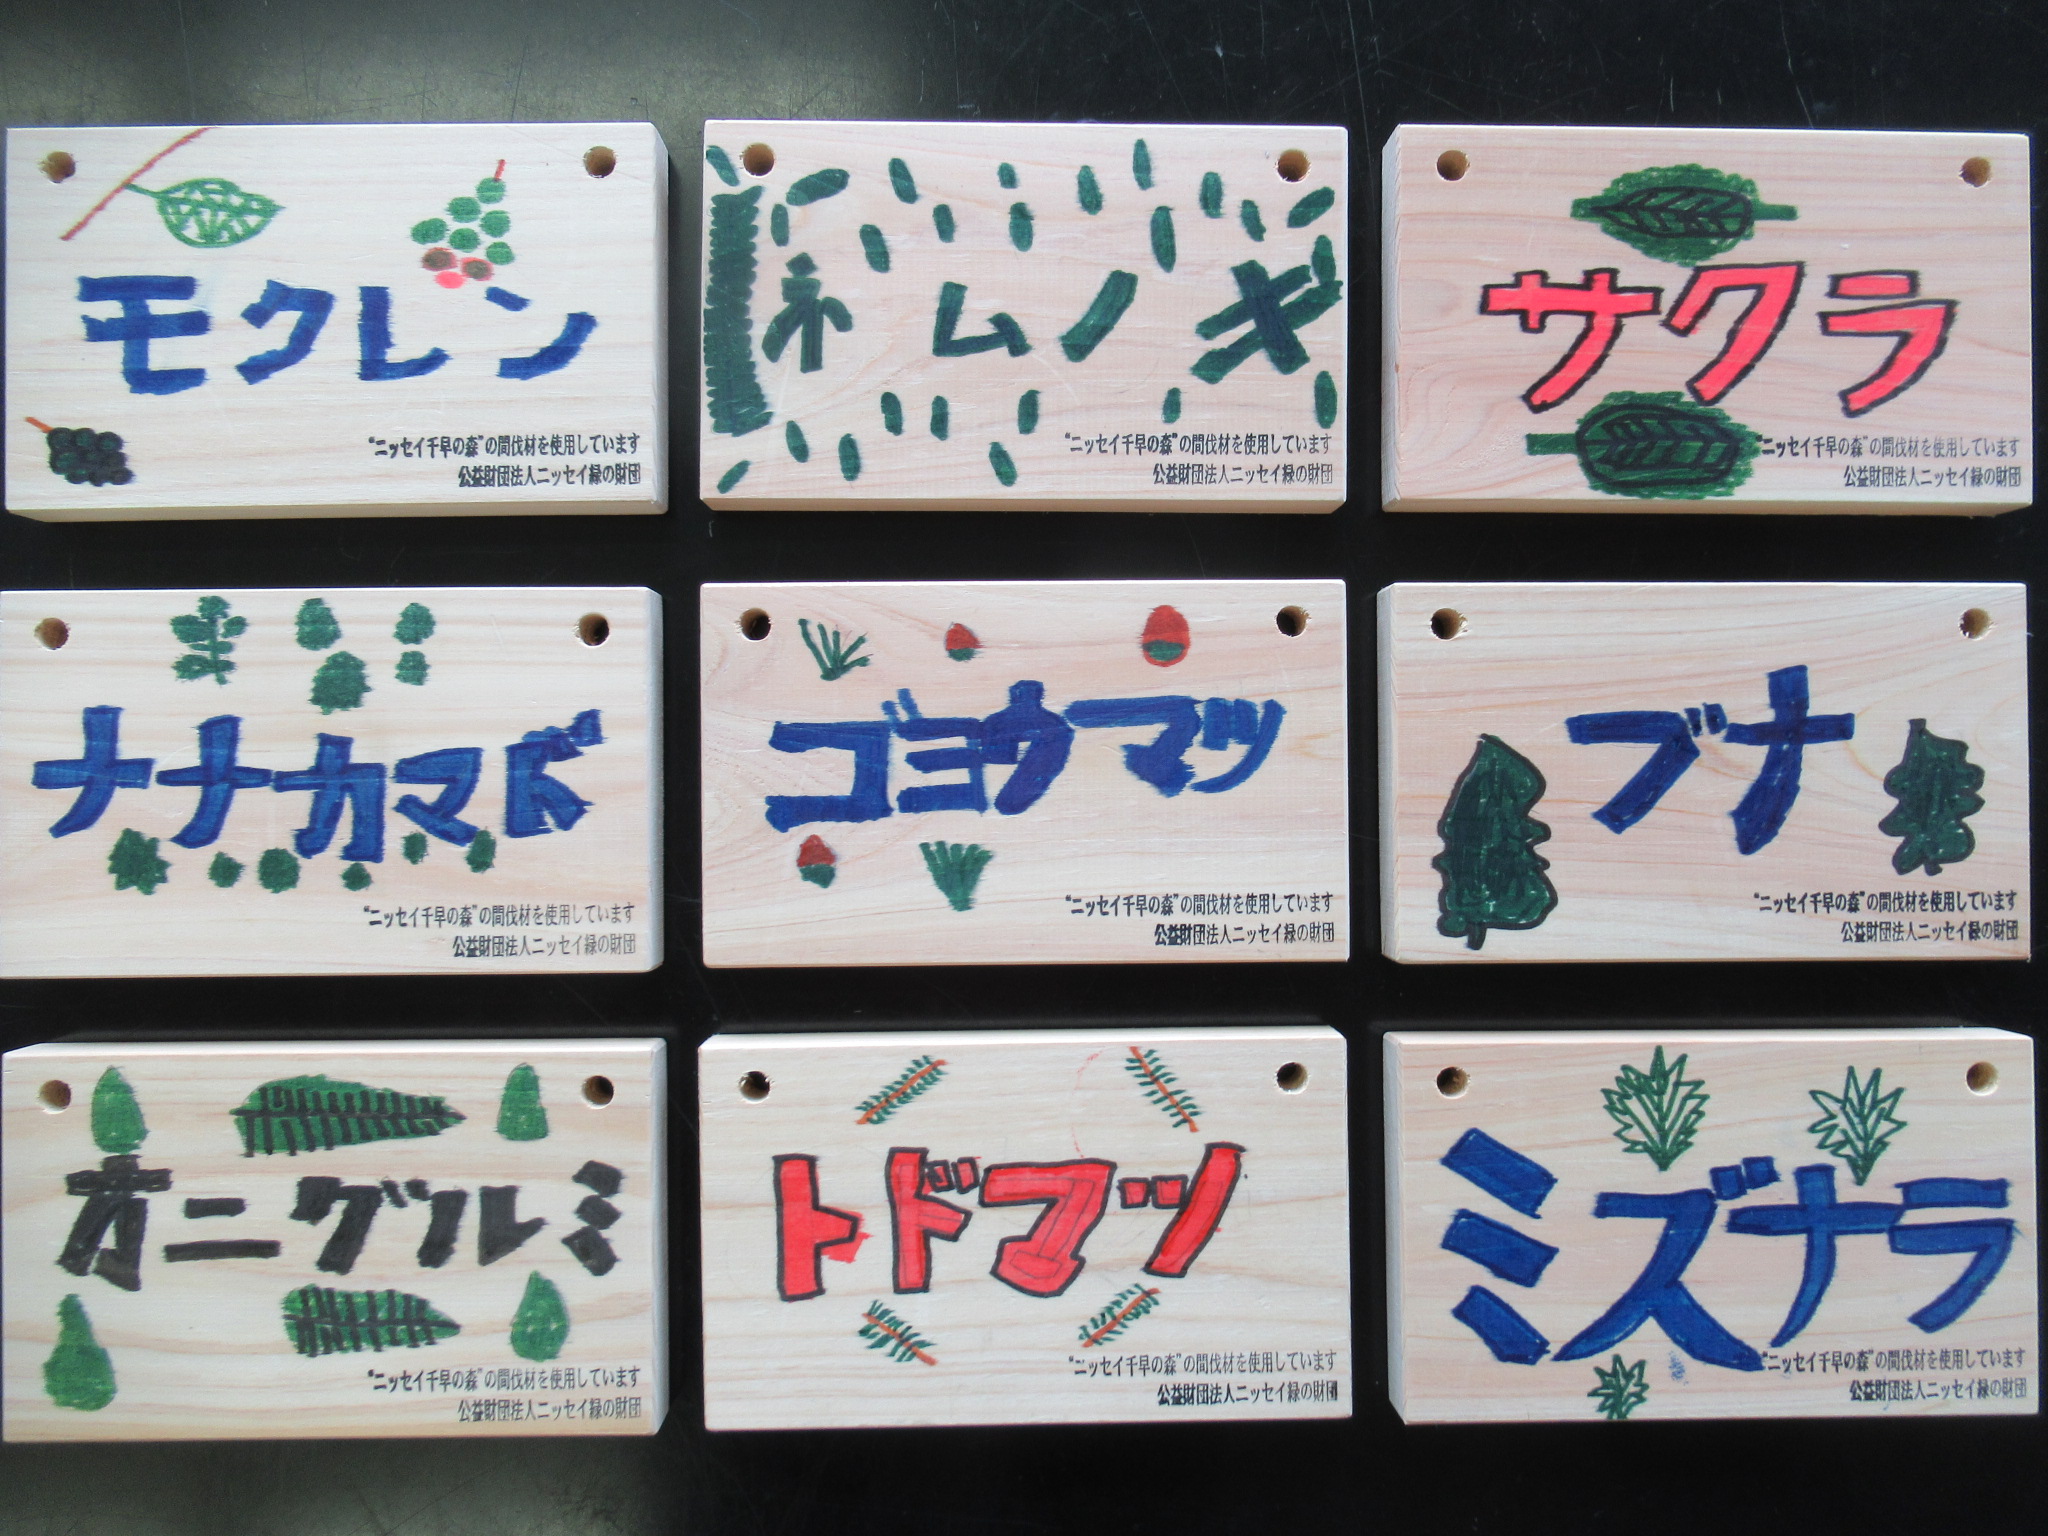 モクレン
“ニッセイ千早の森”の間伐材を使用しています
公益財団法人ニッセイ緑の財団
ネムノキ
“ニッセイ千早の森”の間伐材を使用しています
公益財団法人ニッセイ緑の財団
サクラ
“ニッセイ千早の森”の間伐材を使用しています
公益財団法人ニッセイ緑の財団
ナナカマド
“ニッセイ千早の森”の間伐材を使用しています
公益財団法人ニッセイ緑の財団
ゴヨウマツ
“ニッセイ千早の森”の間伐材を使用しています
公益財団法人ニッセイ緑の財団
ブナ
“ニッセイ千早の森”の間伐材を使用しています
公益財団法人ニッセイ緑の財団
オニグルミ
“ニッセイ千早の森”の間伐材を使用しています
公益財団法人ニッセイ緑の財団
トドマツ
“ニッセイ千早の森”の間伐材を使用しています
公益財団法人ニッセイ緑の財団
ミズナラ
“ニッセイ千早の森”の間伐材を使用しています
公益財団法人ニッセイ緑の財団